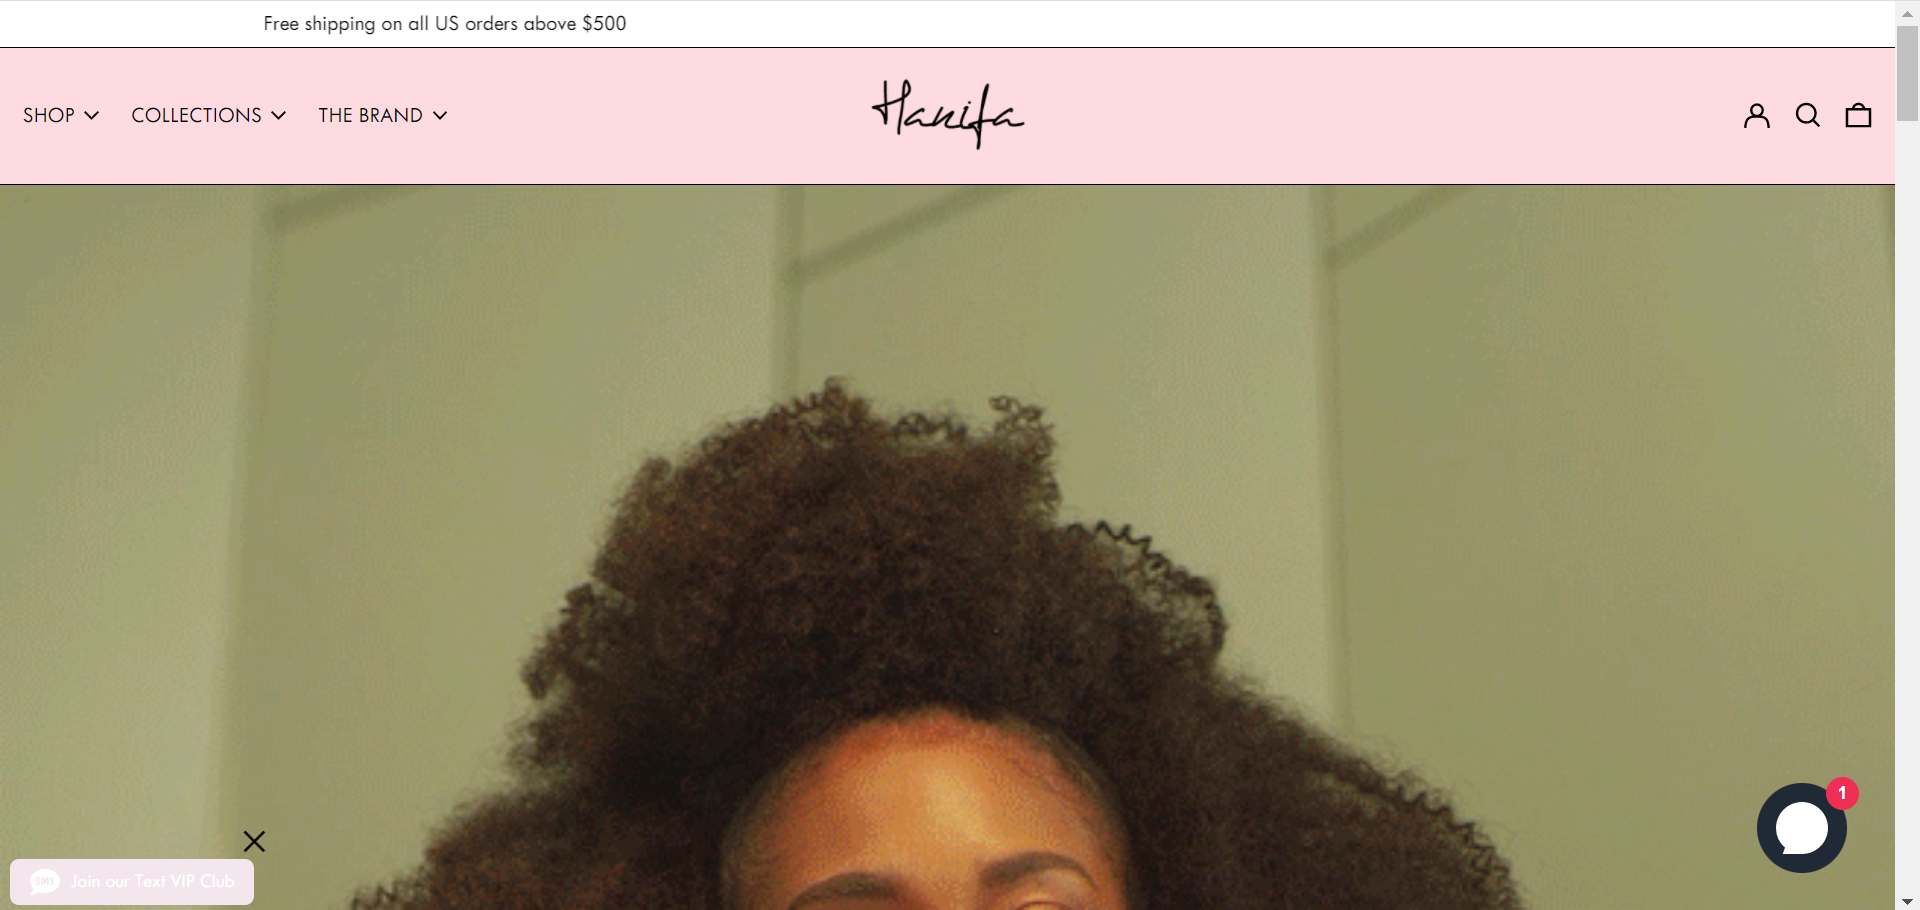 Free shipping on all US orders above $500
SHOP COLLECTIONS THE BRAND
Hanifa
1
SMS Join our Text VIP Club